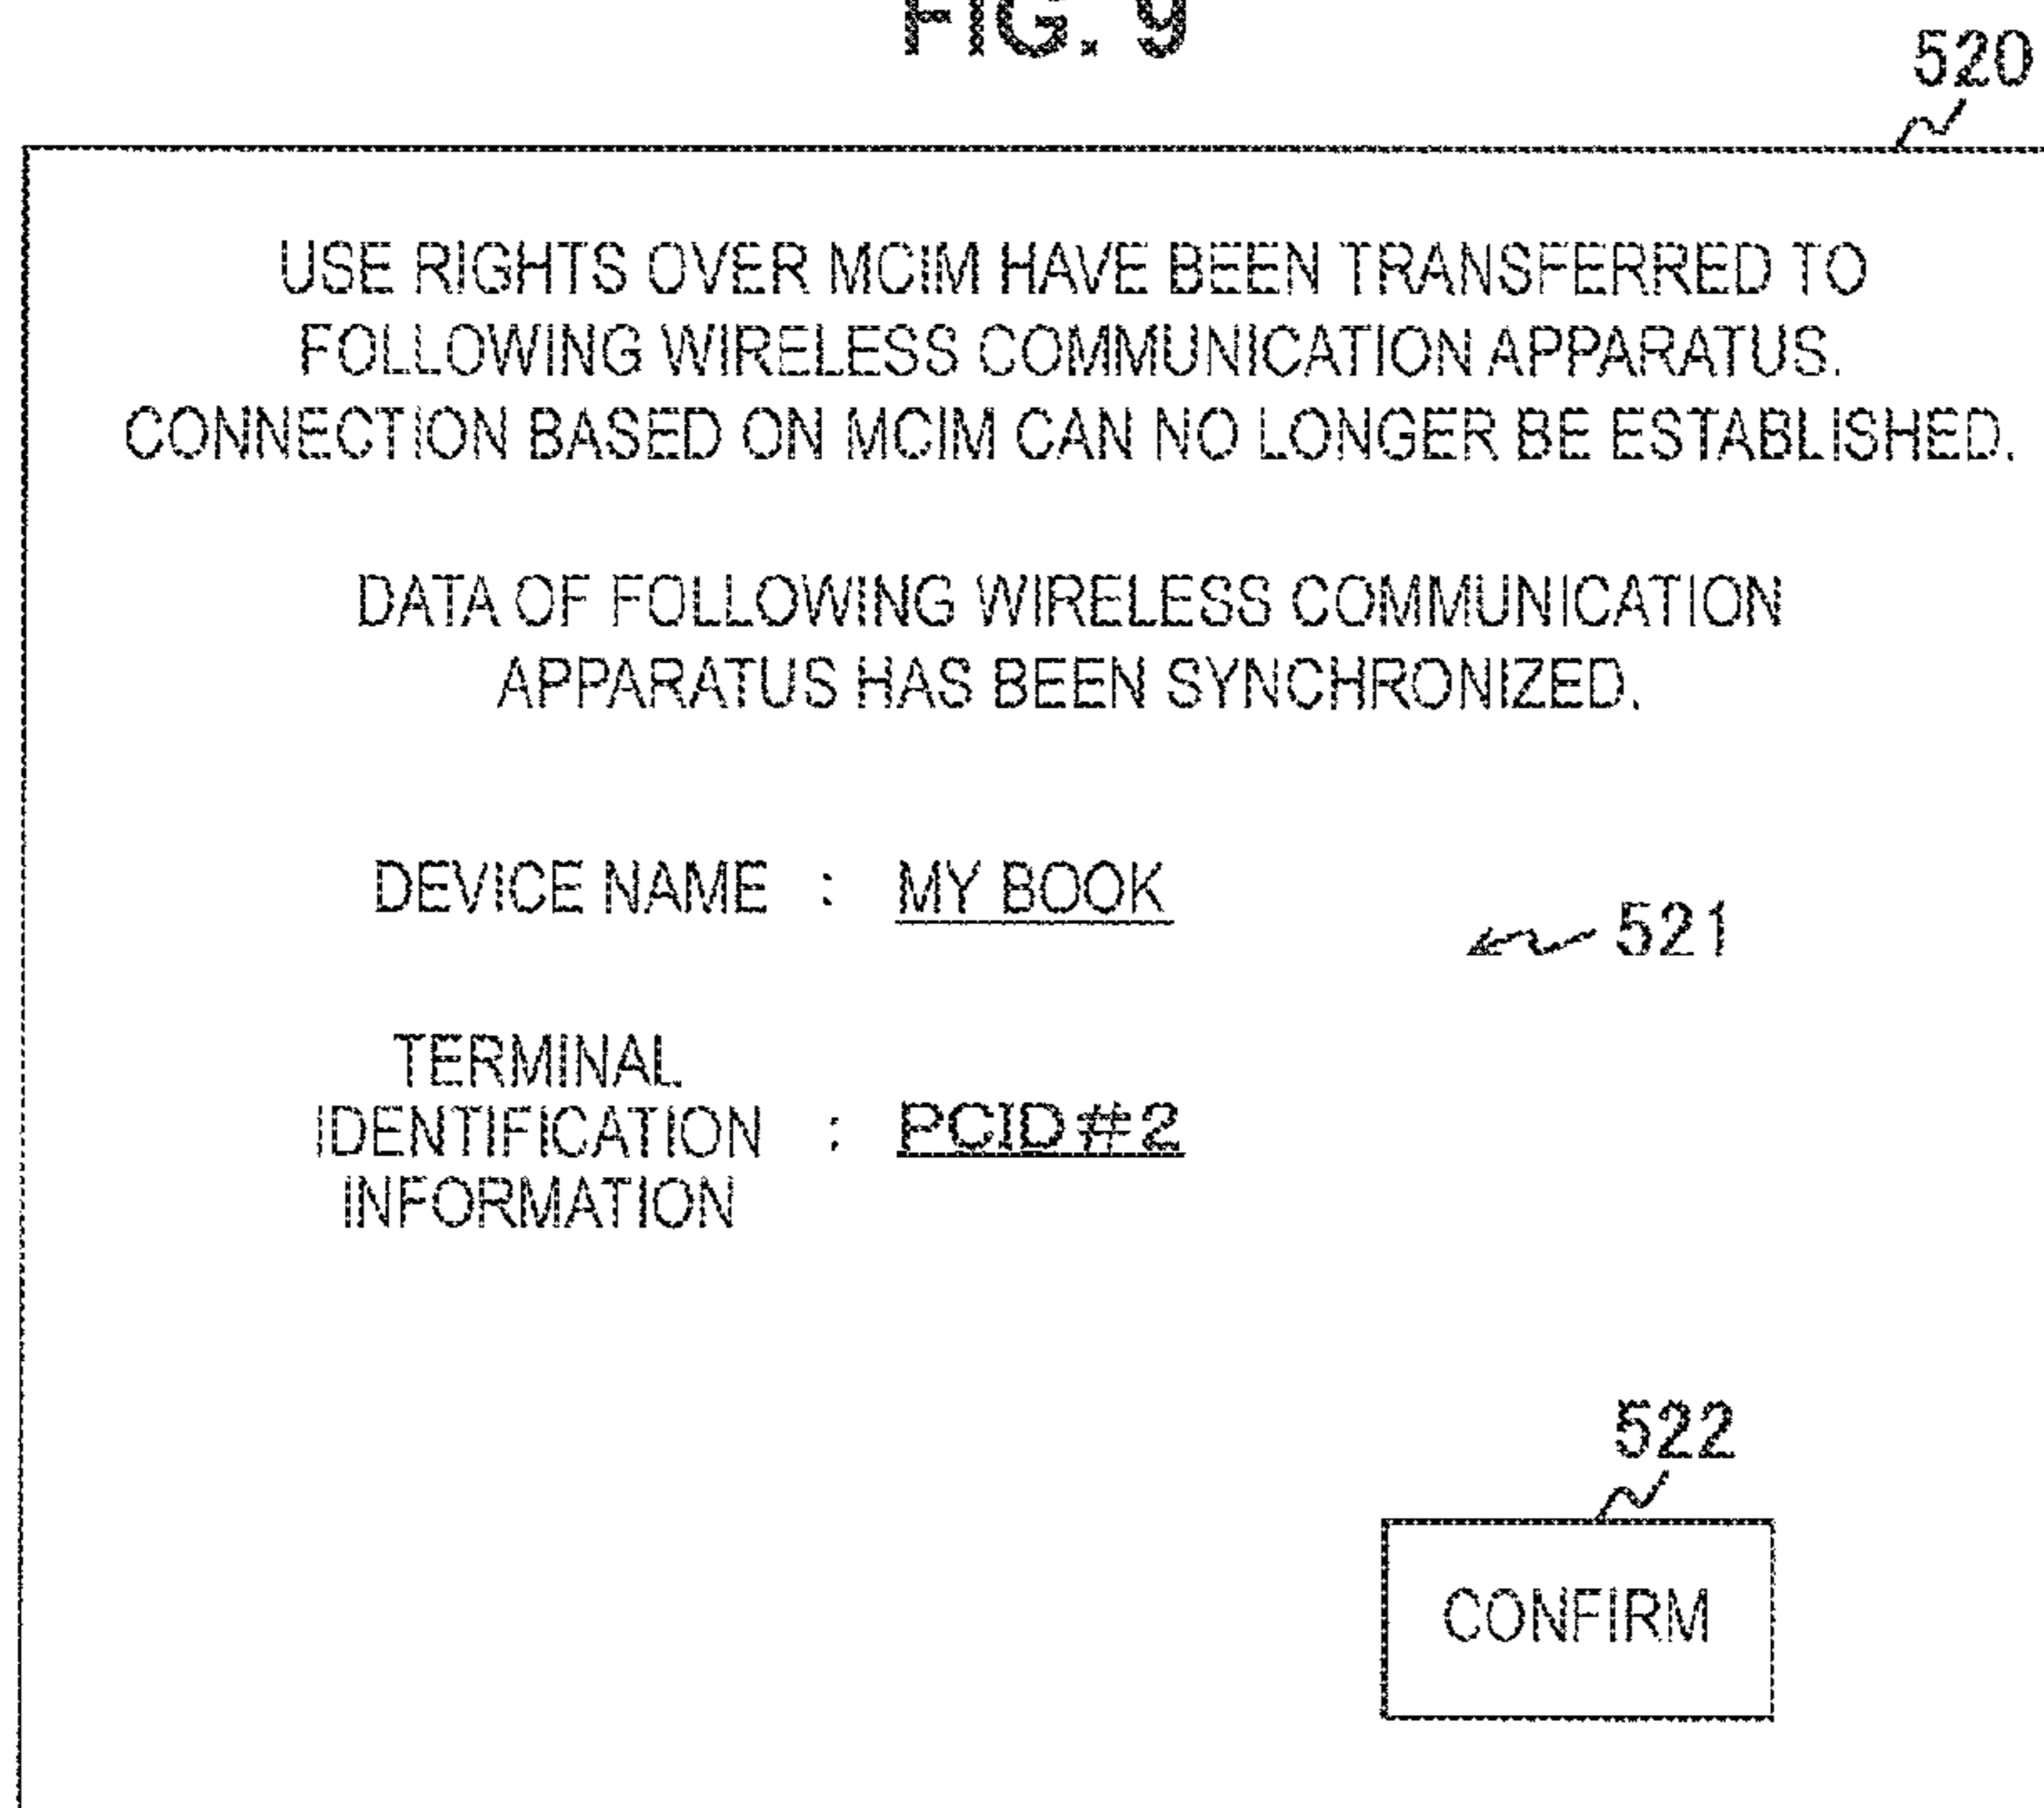 FIG. 9
520
USE RIGHTS OVER MCIM HAVE BEEN TRANSFERRED TO
FOLLOWING WIRELESS COMMUNICATION APPARATUS.
CONNECTION BASED ON MCIM CAN NO LONGER BE ESTABLISHED.
DATA OF FOLLOWING WIRELESS COMMUNICATION
APPARATUS HAS BEEN SYNCHRONIZED.
DEVICE NAME : MY BOOK
521
TERMINAL
IDENTIFICATION : PCID#2
INFORMATION
522
CONFIRM